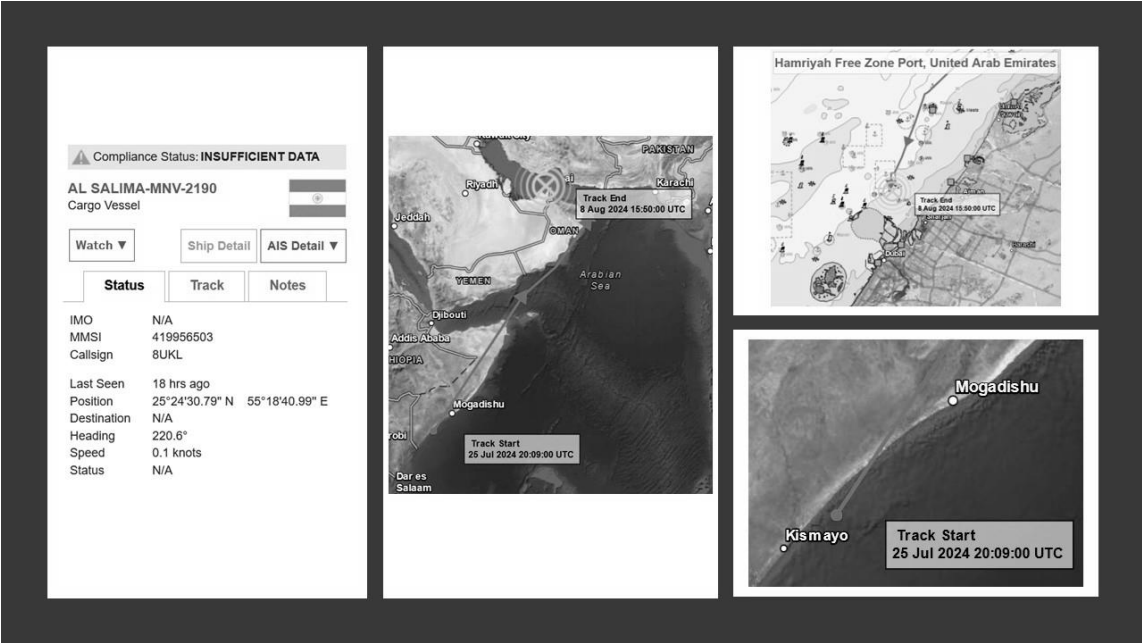 Compliance Status: INSUFFICIENT DATA
AL SALIMA-MNV-2190
Cargo Vessel
Watch ▼
Ship Detail
AIS Detail ▼
Status
Track
Notes
IMO N/A
MMSI 419956503
Callsign 8UKL
Last Seen 18 hrs ago
Position 25°24'30.79" N 55°18'40.99" E
Destination N/A
Heading 220.6°
Speed 0.1 knots
Status N/A
PAKISTAN
Riyadh
Karachi
Track End
8 Aug 2024 15:50:00 UTC
Jeddah
OMAN
Arabian
Sea
YEMEN
Djibouti
Addis Ababa
HIOPIA
Mogadishu
robi
Track Start
25 Jul 2024 20:09:00 UTC
Dar es
Salaam
Hamriyah Free Zone Port, United Arab Emirates
Ajman
Track End
8 Aug 2024 15:50:00 UTC
Dubai
Mogadishu
Kismayo
Track Start
25 Jul 2024 20:09:00 UTC